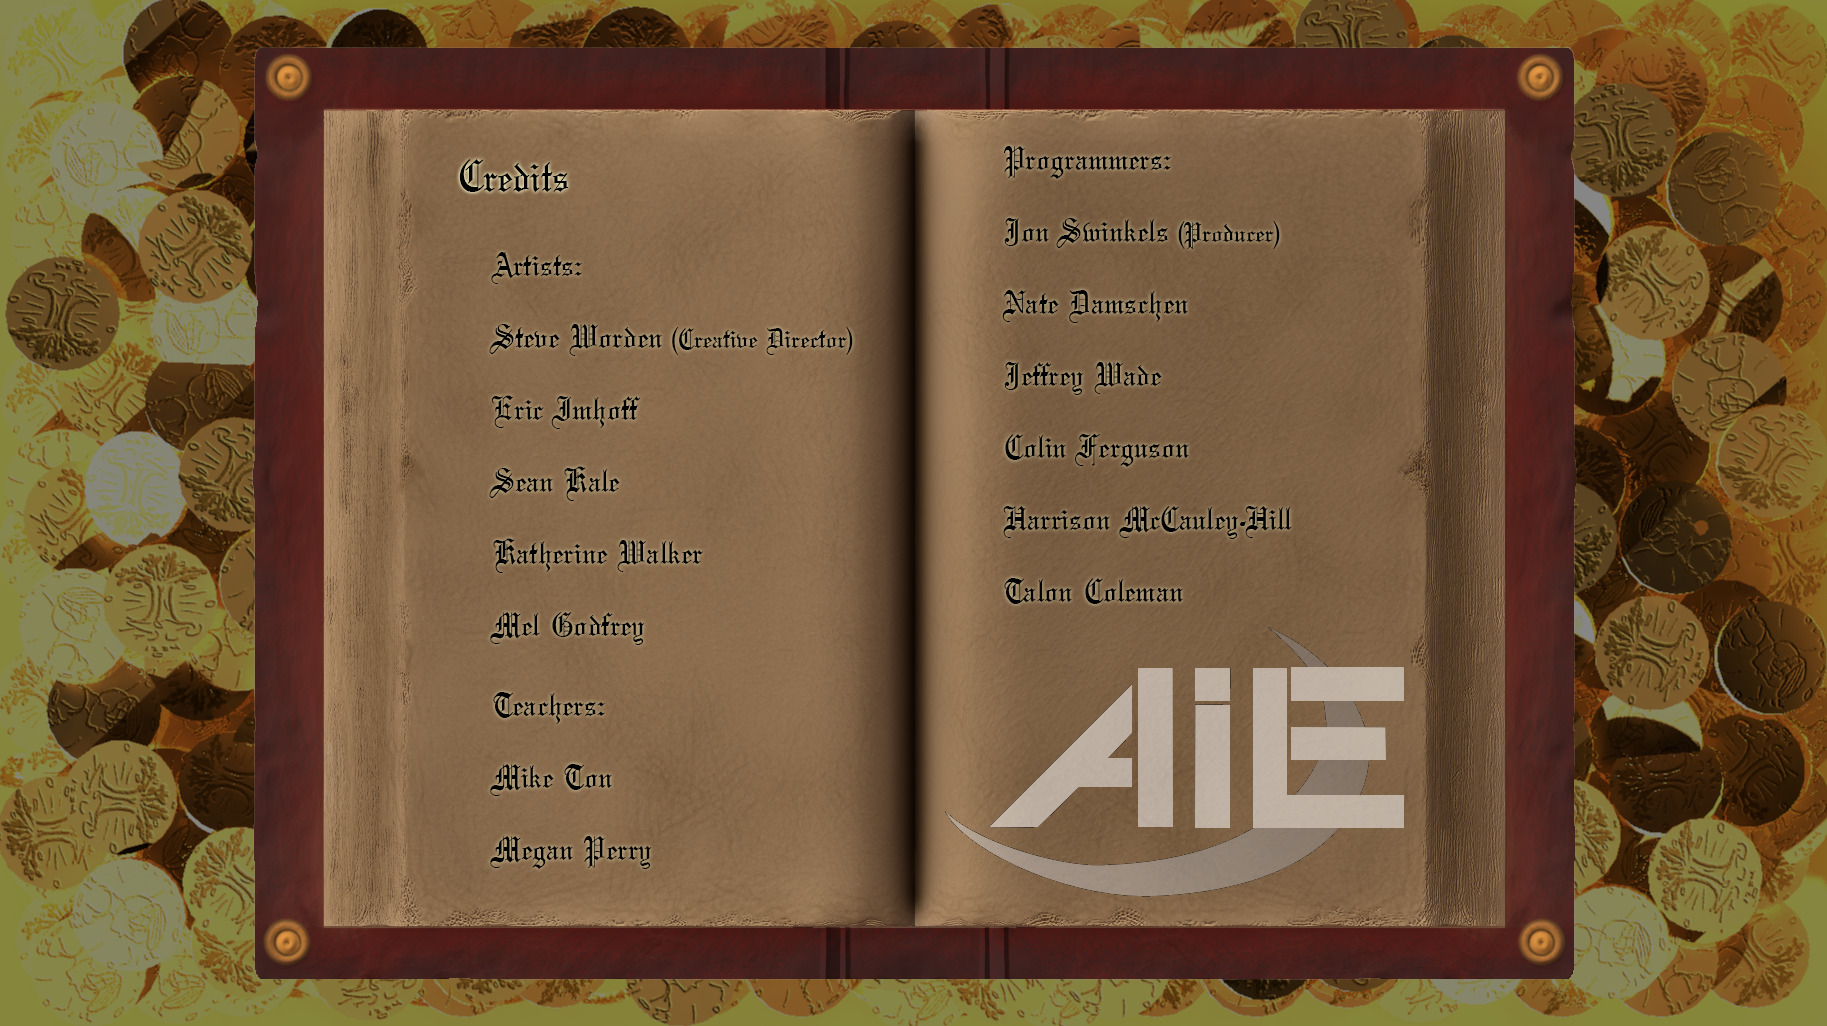 Credits
Artists:
Steve Worden (Creative Director)
Eric Imhoff
Sean Kale
Katherine Walker
Mel Godfrey
Teachers:
Mike Ton
Megan Perry
Programmers:
Jon Swinkels (Producer)
Nate Damschen
Jeffrey Wade
Colin Ferguson
Harrison McCauley-Hill
Talon Coleman
AiE